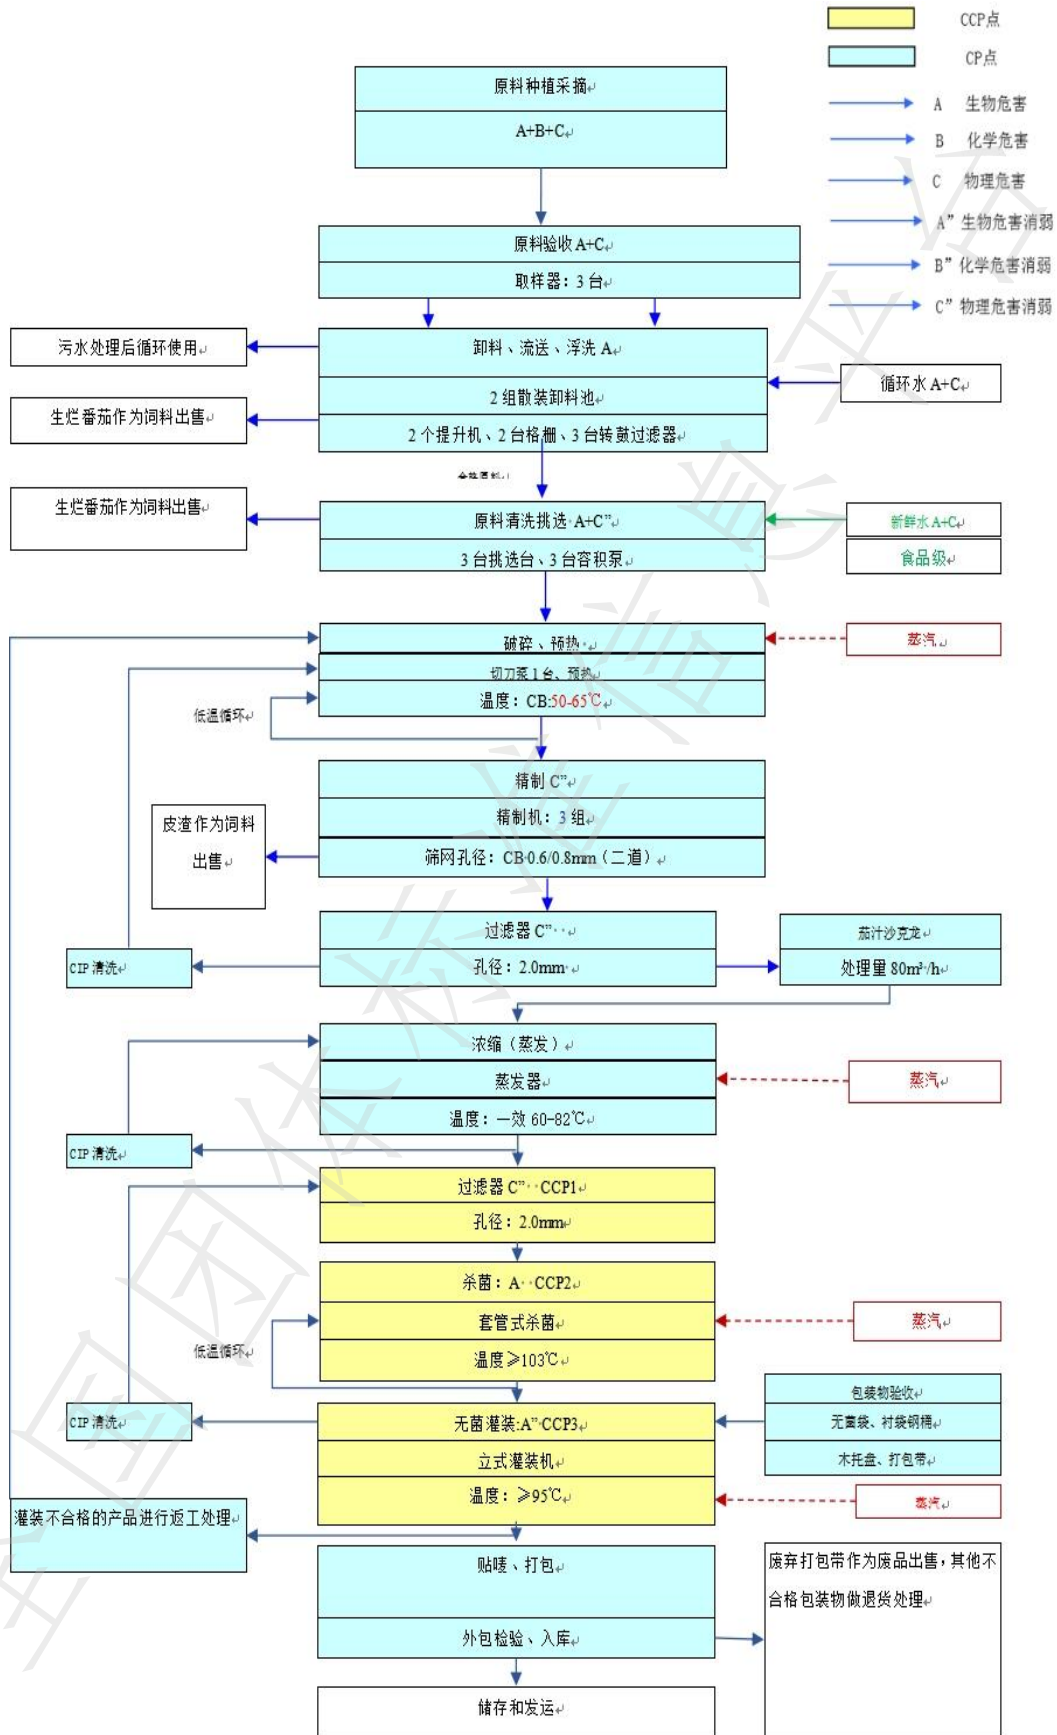 CCP点
CP点
A 生物危害
B 化学危害
C 物理危害
A” 生物危害消弱
B” 化学危害消弱
C” 物理危害消弱
原料种植采摘
A+B+C
原料验收 A+C
取样器：3 台
污水处理后循环使用
卸料、流送、浮洗 A
循环水 A+C
2 组散装卸料池
生烂番茄作为饲料出售
2 个提升机、2 台格栅、3 台转鼓过滤器
合格原料
生烂番茄作为饲料出售
原料清洗挑选 A+C”
新鲜水 A+C
3 台挑选台、3 台容积泵
食品级
破碎、预热
蒸汽
切刀泵 1 台、预热
温度：CB:50-65℃
低温循环
精制 C”
精制机：3 组
皮渣作为饲料
出售
筛网孔径：CB 0.6/0.8mm（二道）
过滤器 C”
茄汁沙克龙
CIP 清洗
孔径：2.0mm
处理量 80m³/h
浓缩（蒸发）
蒸发器
蒸汽
温度：一效 60-82℃
CIP 清洗
过滤器 C” CCP1
孔径：2.0mm
杀菌：A CCP2
套管式杀菌
蒸汽
低温循环
温度≥103℃
包装物验收
CIP 清洗
无菌灌装:A” CCP3
无菌袋、衬袋钢桶
立式灌装机
木托盘、打包带
温度：≥95℃
蒸汽
灌装不合格的产品进行返工处理
贴唛、打包
废弃打包带作为废品出售，其他不
合格包装物做退货处理
外包检验、入库
储存和发运
全国团体标准信息平台